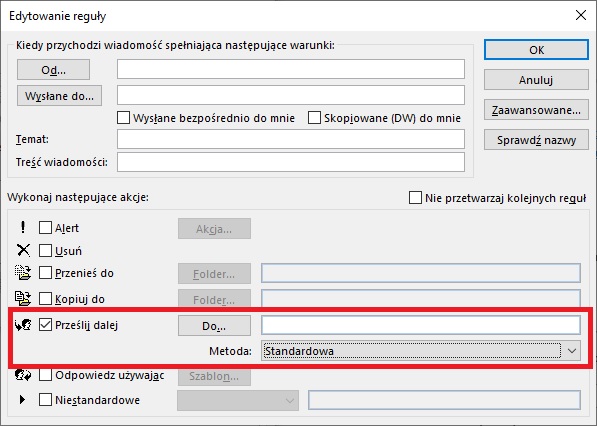 Edytowanie reguły
Kiedy przychodzi wiadomość spełniająca następujące warunki:
OK
Od...
Anuluj
Wysłane do...
Zaawansowane...
Wysłane bezpośrednio do mnie
Skopiowane (DW) do mnie
Temat:
Sprawdź nazwy
Treść wiadomości:
Wykonaj następujące akcje:
Nie przetwarzaj kolejnych reguł
Alert
Akcja...
Usuń
Przenieś do
Folder...
Kopiuj do
Folder...
Prześlij dalej
Do...
Metoda:
Standardowa
Odpowiedz używając
Szablon...
Niestandardowe